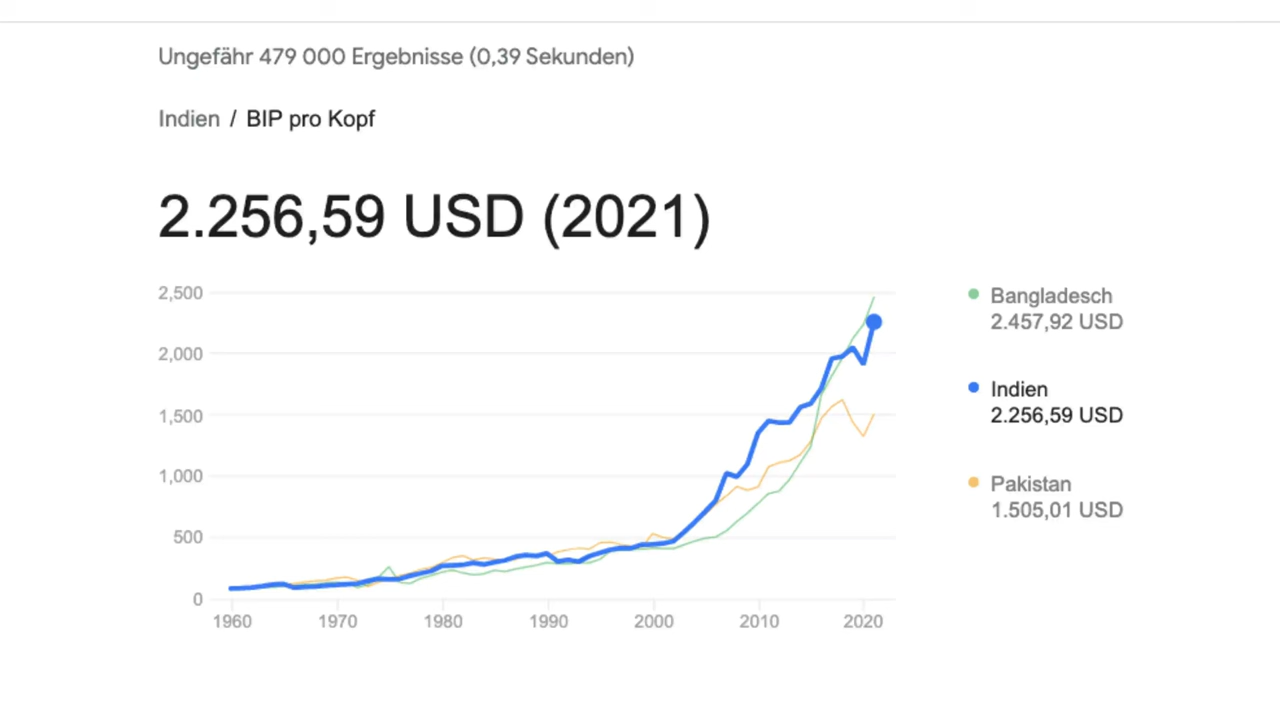 Ungefähr 479 000 Ergebnisse (0,39 Sekunden)
Indien / BIP pro Kopf
2.256,59 USD (2021)
2,500
2,000
1,500
1,000
500
0
1960 1970 1980 1990 2000 2010 2020
Bangladesch
2.457,92 USD
Indien
2.256,59 USD
Pakistan
1.505,01 USD